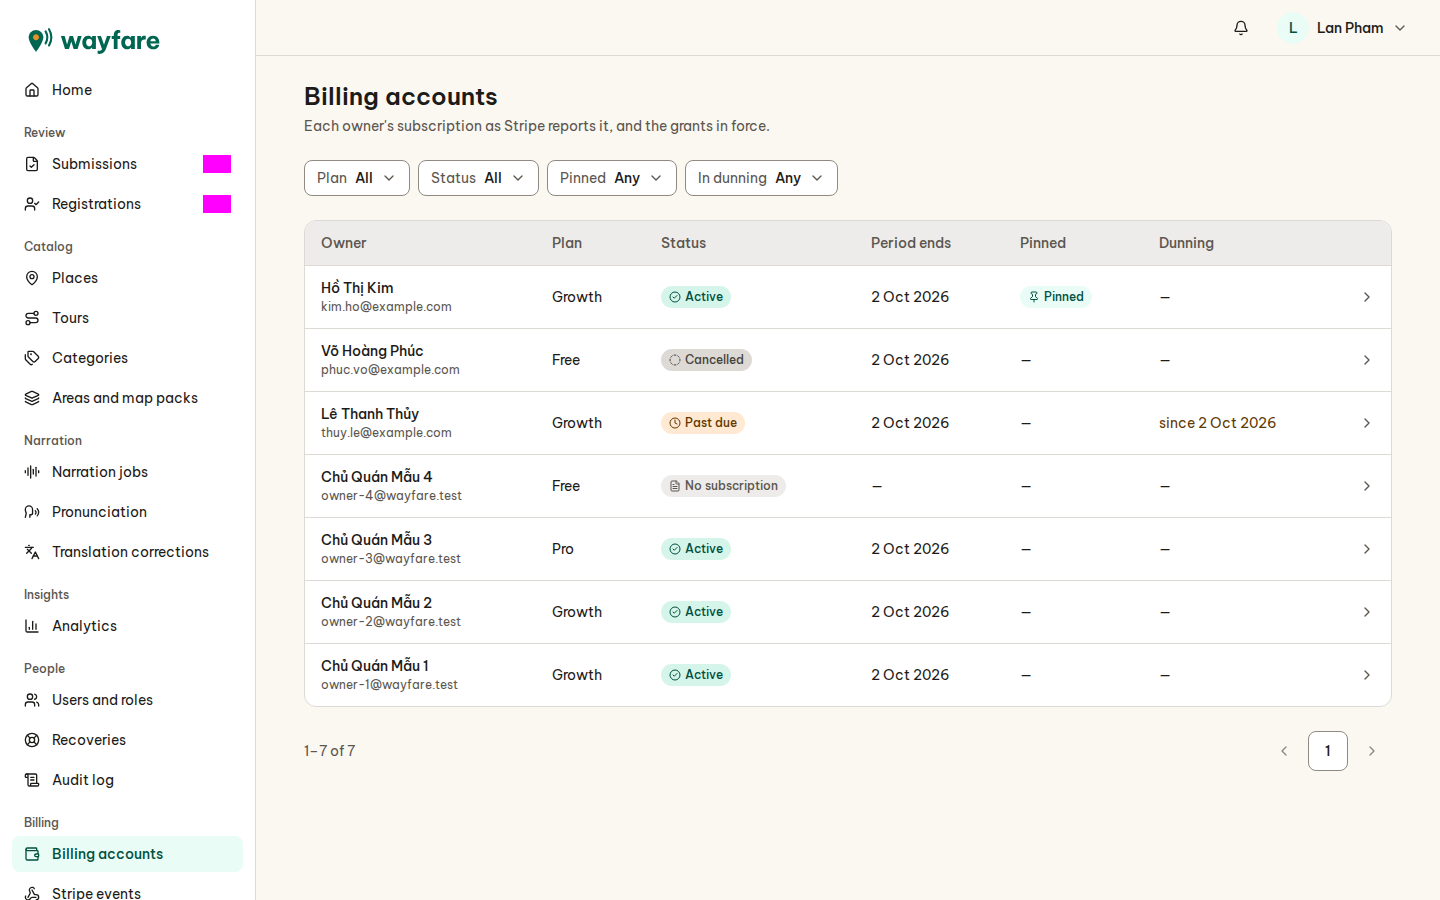 wayfare
L Lan Pham
Home
Review
Submissions
Registrations
Catalog
Places
Tours
Categories
Areas and map packs
Narration
Narration jobs
Pronunciation
Translation corrections
Insights
Analytics
People
Users and roles
Recoveries
Audit log
Billing
Billing accounts
Stripe events
Billing accounts
Each owner's subscription as Stripe reports it, and the grants in force.
Plan All Status All Pinned Any In dunning Any
Owner Plan Status Period ends Pinned Dunning
Hồ Thị Kim
kim.ho@example.com
Growth Active 2 Oct 2026 Pinned –
Võ Hoàng Phúc
phuc.vo@example.com
Free Cancelled 2 Oct 2026 – –
Lê Thanh Thủy
thuy.le@example.com
Growth Past due 2 Oct 2026 – since 2 Oct 2026
Chủ Quán Mẫu 4
owner-4@wayfare.test
Free No subscription – – –
Chủ Quán Mẫu 3
owner-3@wayfare.test
Pro Active 2 Oct 2026 – –
Chủ Quán Mẫu 2
owner-2@wayfare.test
Growth Active 2 Oct 2026 – –
Chủ Quán Mẫu 1
owner-1@wayfare.test
Growth Active 2 Oct 2026 – –
1–7 of 7
1